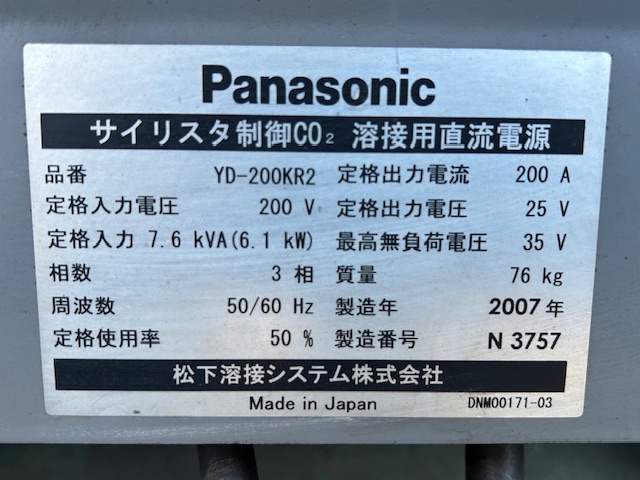 Panasonic
サイリスタ制御CO₂ 溶接用直流電源
品番 YD-200KR2 定格出力電流 200 A
定格入力電圧 200 V 定格出力電圧 25 V
定格入力 7.6 kVA(6.1 kW) 最高無負荷電圧 35 V
相数 3 相 質量 76 kg
周波数 50/60 Hz 製造年 2007 年
定格使用率 50 % 製造番号 N 3757
松下溶接システム株式会社
Made in Japan DNM00171-03